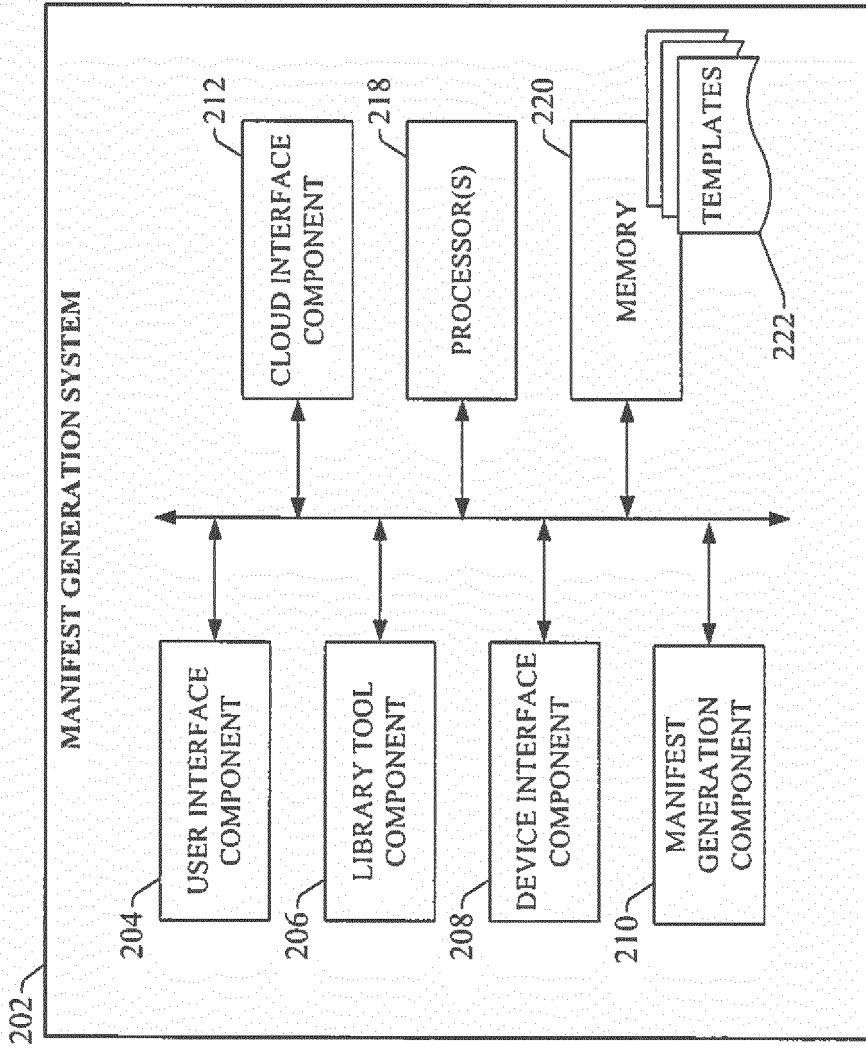 202
MANIFEST GENERATION SYSTEM
204
USER INTERFACE
COMPONENT
206
LIBRARY TOOL
COMPONENT
208
DEVICE INTERFACE
COMPONENT
210
MANIFEST
GENERATION
COMPONENT
212
CLOUD INTERFACE
COMPONENT
218
PROCESSOR(S)
220
MEMORY
TEMPLATES
222